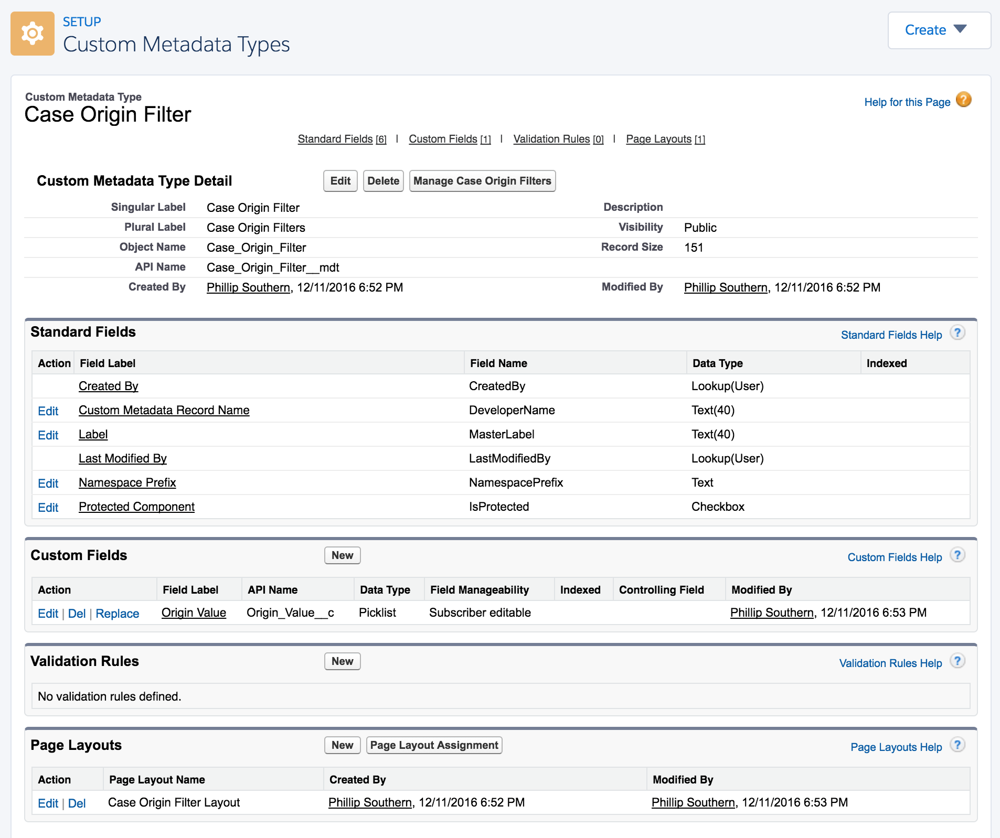 SETUP
Custom Metadata Types
Create
Custom Metadata Type
Case Origin Filter
Help for this Page ?
Standard Fields [6] | Custom Fields [1] | Validation Rules [0] | Page Layouts [1]
Custom Metadata Type Detail Edit Delete Manage Case Origin Filters
Singular Label Case Origin Filter Description
Plural Label Case Origin Filters Visibility Public
Object Name Case_Origin_Filter Record Size 151
API Name Case_Origin_Filter__mdt
Created By Phillip Southern, 12/11/2016 6:52 PM Modified By Phillip Southern, 12/11/2016 6:52 PM
Standard Fields Standard Fields Help ?
Action Field Label Field Name Data Type Indexed
Created By CreatedBy Lookup(User)
Edit Custom Metadata Record Name DeveloperName Text(40)
Edit Label MasterLabel Text(40)
Last Modified By LastModifiedBy Lookup(User)
Edit Namespace Prefix NamespacePrefix Text
Edit Protected Component IsProtected Checkbox
Custom Fields New Custom Fields Help ?
Action Field Label API Name Data Type Field Manageability Indexed Controlling Field Modified By
Edit | Del | Replace Origin Value Origin_Value__c Picklist Subscriber editable Phillip Southern, 12/11/2016 6:53 PM
Validation Rules New Validation Rules Help ?
No validation rules defined.
Page Layouts New Page Layout Assignment Page Layouts Help ?
Action Page Layout Name Created By Modified By
Edit | Del Case Origin Filter Layout Phillip Southern, 12/11/2016 6:52 PM Phillip Southern, 12/11/2016 6:53 PM